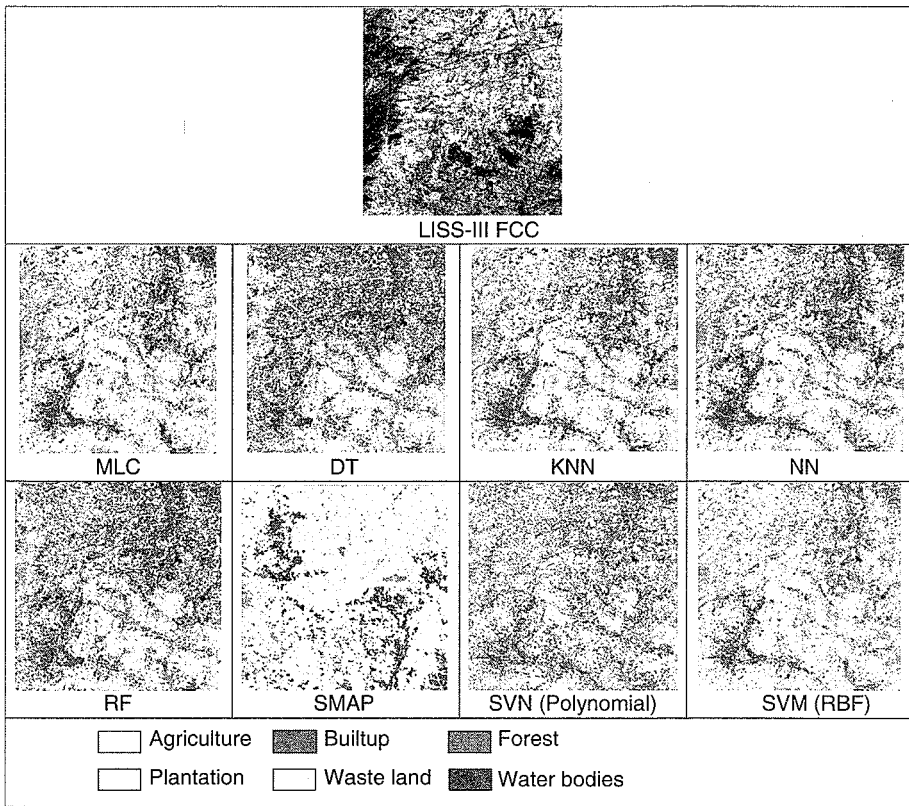 LISS-III FCC
MLC
DT
KNN
NN
RF
SMAP
SVN (Polynomial)
SVM (RBF)
Agriculture
Builtup
Forest
Plantation
Waste land
Water bodies